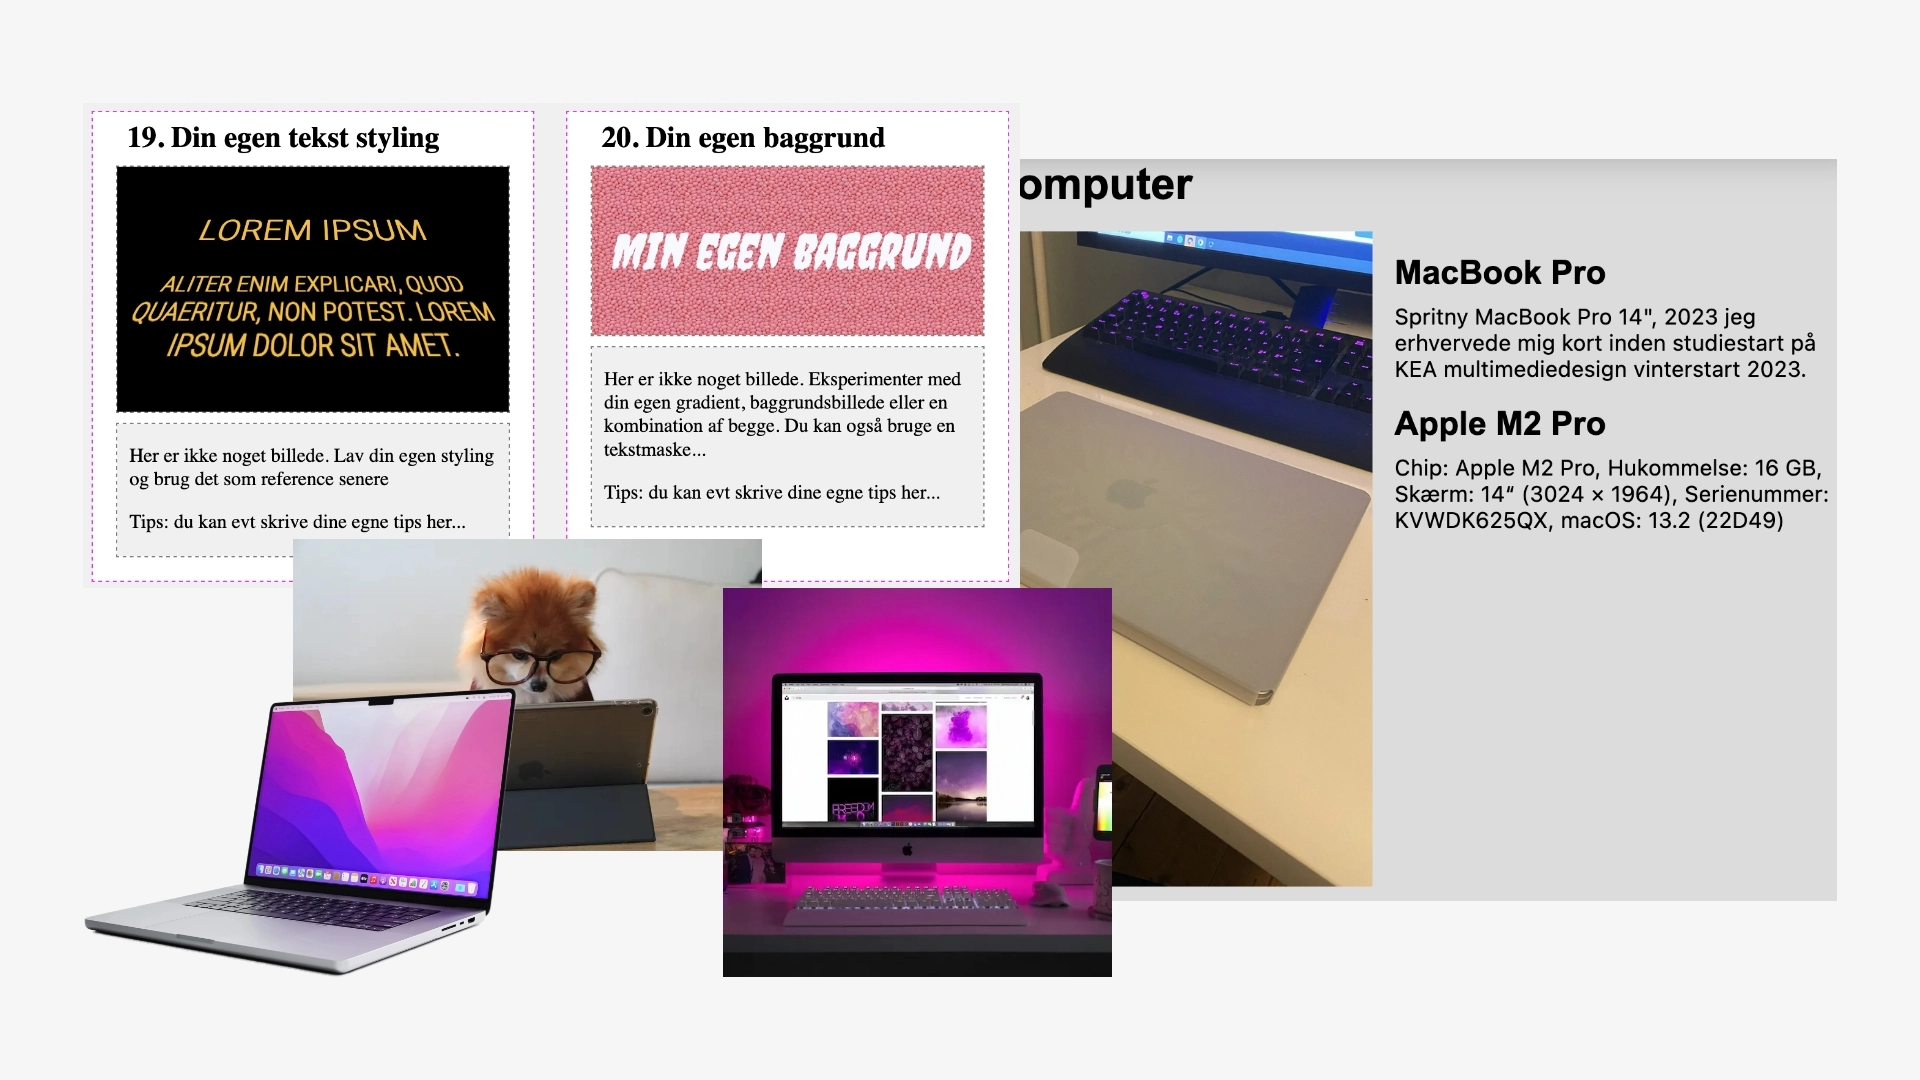 19. Din egen tekst styling
LOREM IPSUM
ALITER ENIM EXPLICARI, QUOD
QUAERITUR, NON POTEST. LOREM
IPSUM DOLOR SIT AMET.
Her er ikke noget billede. Lav din egen styling
og brug det som reference senere
Tips: du kan evt skrive dine egne tips her...
20. Din egen baggrund
MIN EGEN BAGGRUND
Her er ikke noget billede. Eksperimenter med
din egen gradient, baggrundsbillede eller en
kombination af begge. Du kan også bruge en
tekstmaske...
Tips: du kan evt skrive dine egne tips her...
omputer
MacBook Pro
Spritny MacBook Pro 14", 2023 jeg
erhvervede mig kort inden studiestart på
KEA multimediedesign vinterstart 2023.
Apple M2 Pro
Chip: Apple M2 Pro, Hukommelse: 16 GB,
Skærm: 14“ (3024 × 1964), Serienummer:
KVWDK625QX, macOS: 13.2 (22D49)
FREEDOM